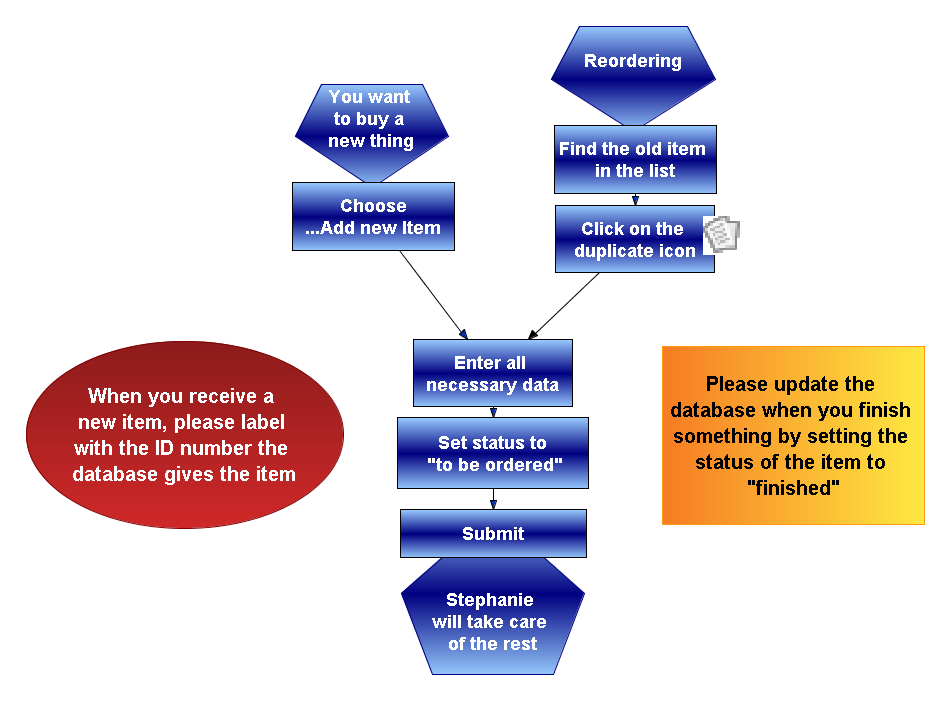 Reordering
You want
to buy a
new thing
Find the old item
in the list
Choose
...Add new Item
Click on the
duplicate icon
Enter all
necessary data
When you receive a
new item, please label
with the ID number the
database gives the item
Please update the
database when you finish
something by setting the
status of the item to
"finished"
Set status to
"to be ordered"
Submit
Stephanie
will take care
of the rest